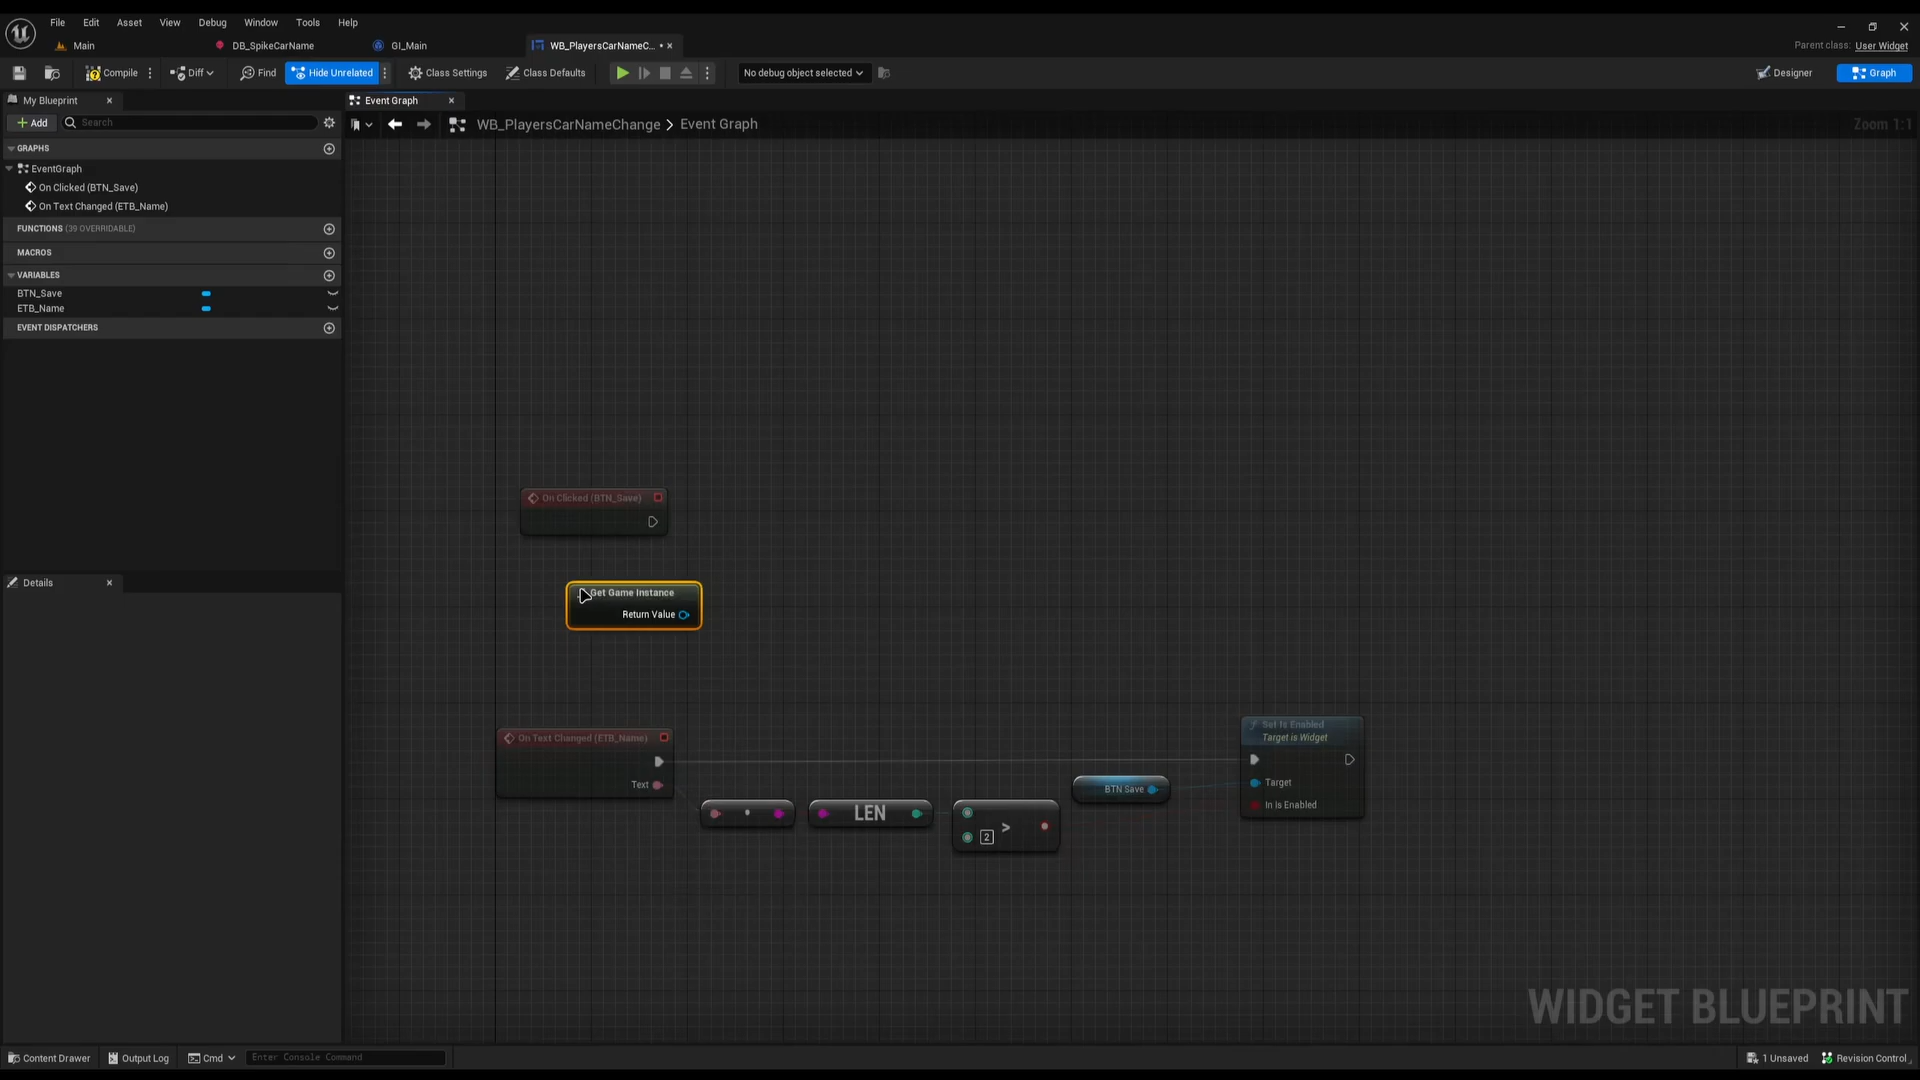 File Edit Asset View Debug Window Tools Help
Main DB_SpikeCarName GI_Main WB_PlayersCarNameC...
Parent class: User Widget
Compile Diff Find Hide Unrelated Class Settings Class Defaults No debug object selected Designer Graph
My Blueprint Event Graph
Add Search WB_PlayersCarNameChange > Event Graph Zoom 1:1
GRAPHS
EventGraph
On Clicked (BTN_Save)
On Text Changed (ETB_Name)
FUNCTIONS (39 OVERRIDABLE)
MACROS
VARIABLES
BTN_Save
ETB_Name
EVENT DISPATCHERS
On Clicked (BTN_Save)
Details
Get Game Instance
Return Value
On Text Changed (ETB_Name)
Text
LEN
2 >
BTN Save
Set Is Enabled
Target is Widget
Target
In Is Enabled
WIDGET BLUEPRINT
Content Drawer Output Log Cmd Enter Console Command 1 Unsaved Revision Control